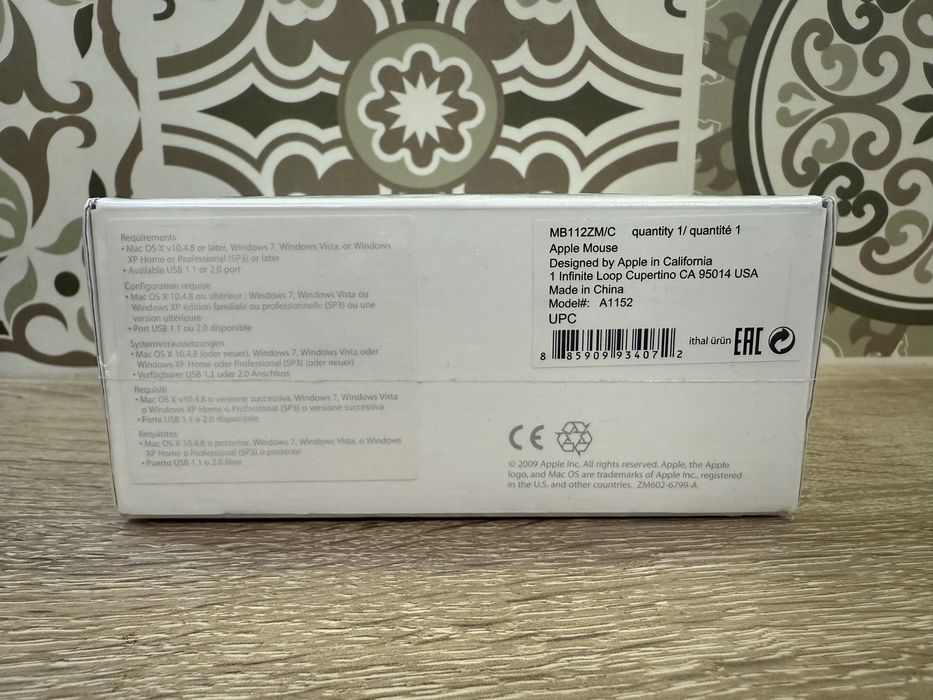 Requirements
• Mac OS X v10.4.8 or later, Windows 7, Windows Vista, or Windows
XP Home or Professional (SP3) or later
• Available USB 1.1 or 2.0 port
Configuration requise
• Mac OS X 10.4.8 ou ultérieur ; Windows 7, Windows Vista ou
Windows XP édition familiale ou professionnelle (SP3) ou une
version ultérieure
• Port USB 1.1 ou 2.0 disponible
Systemvoraussetzungen
• Mac OS X 10.4.8 (oder neuer), Windows 7, Windows Vista oder
Windows XP Home oder Professional (SP3) (oder neuer)
• Verfügbarer USB 1.1 oder 2.0 Anschluss
Requisiti
• Mac OS X v10.4.8 o versione successiva, Windows 7, Windows Vista
o Windows XP Home o Professional (SP3) o versione successiva
• Porta USB 1.1 o 2.0 disponibile
Requisitos
• Mac OS X 10.4.8 o posterior, Windows 7, Windows Vista, o Windows
XP Home o Professional (SP3) o posterior
• Puerto USB 1.1 o 2.0 libre
MB112ZM/C quantity 1/ quantité 1
Apple Mouse
Designed by Apple in California
1 Infinite Loop Cupertino CA 95014 USA
Made in China
Model#: A1152
UPC
8 85909 93407 2
ithal ürün EAC
CE
© 2009 Apple Inc. All rights reserved. Apple, the Apple
logo, and Mac OS are trademarks of Apple Inc., registered
in the U.S. and other countries. ZM602-6799-A